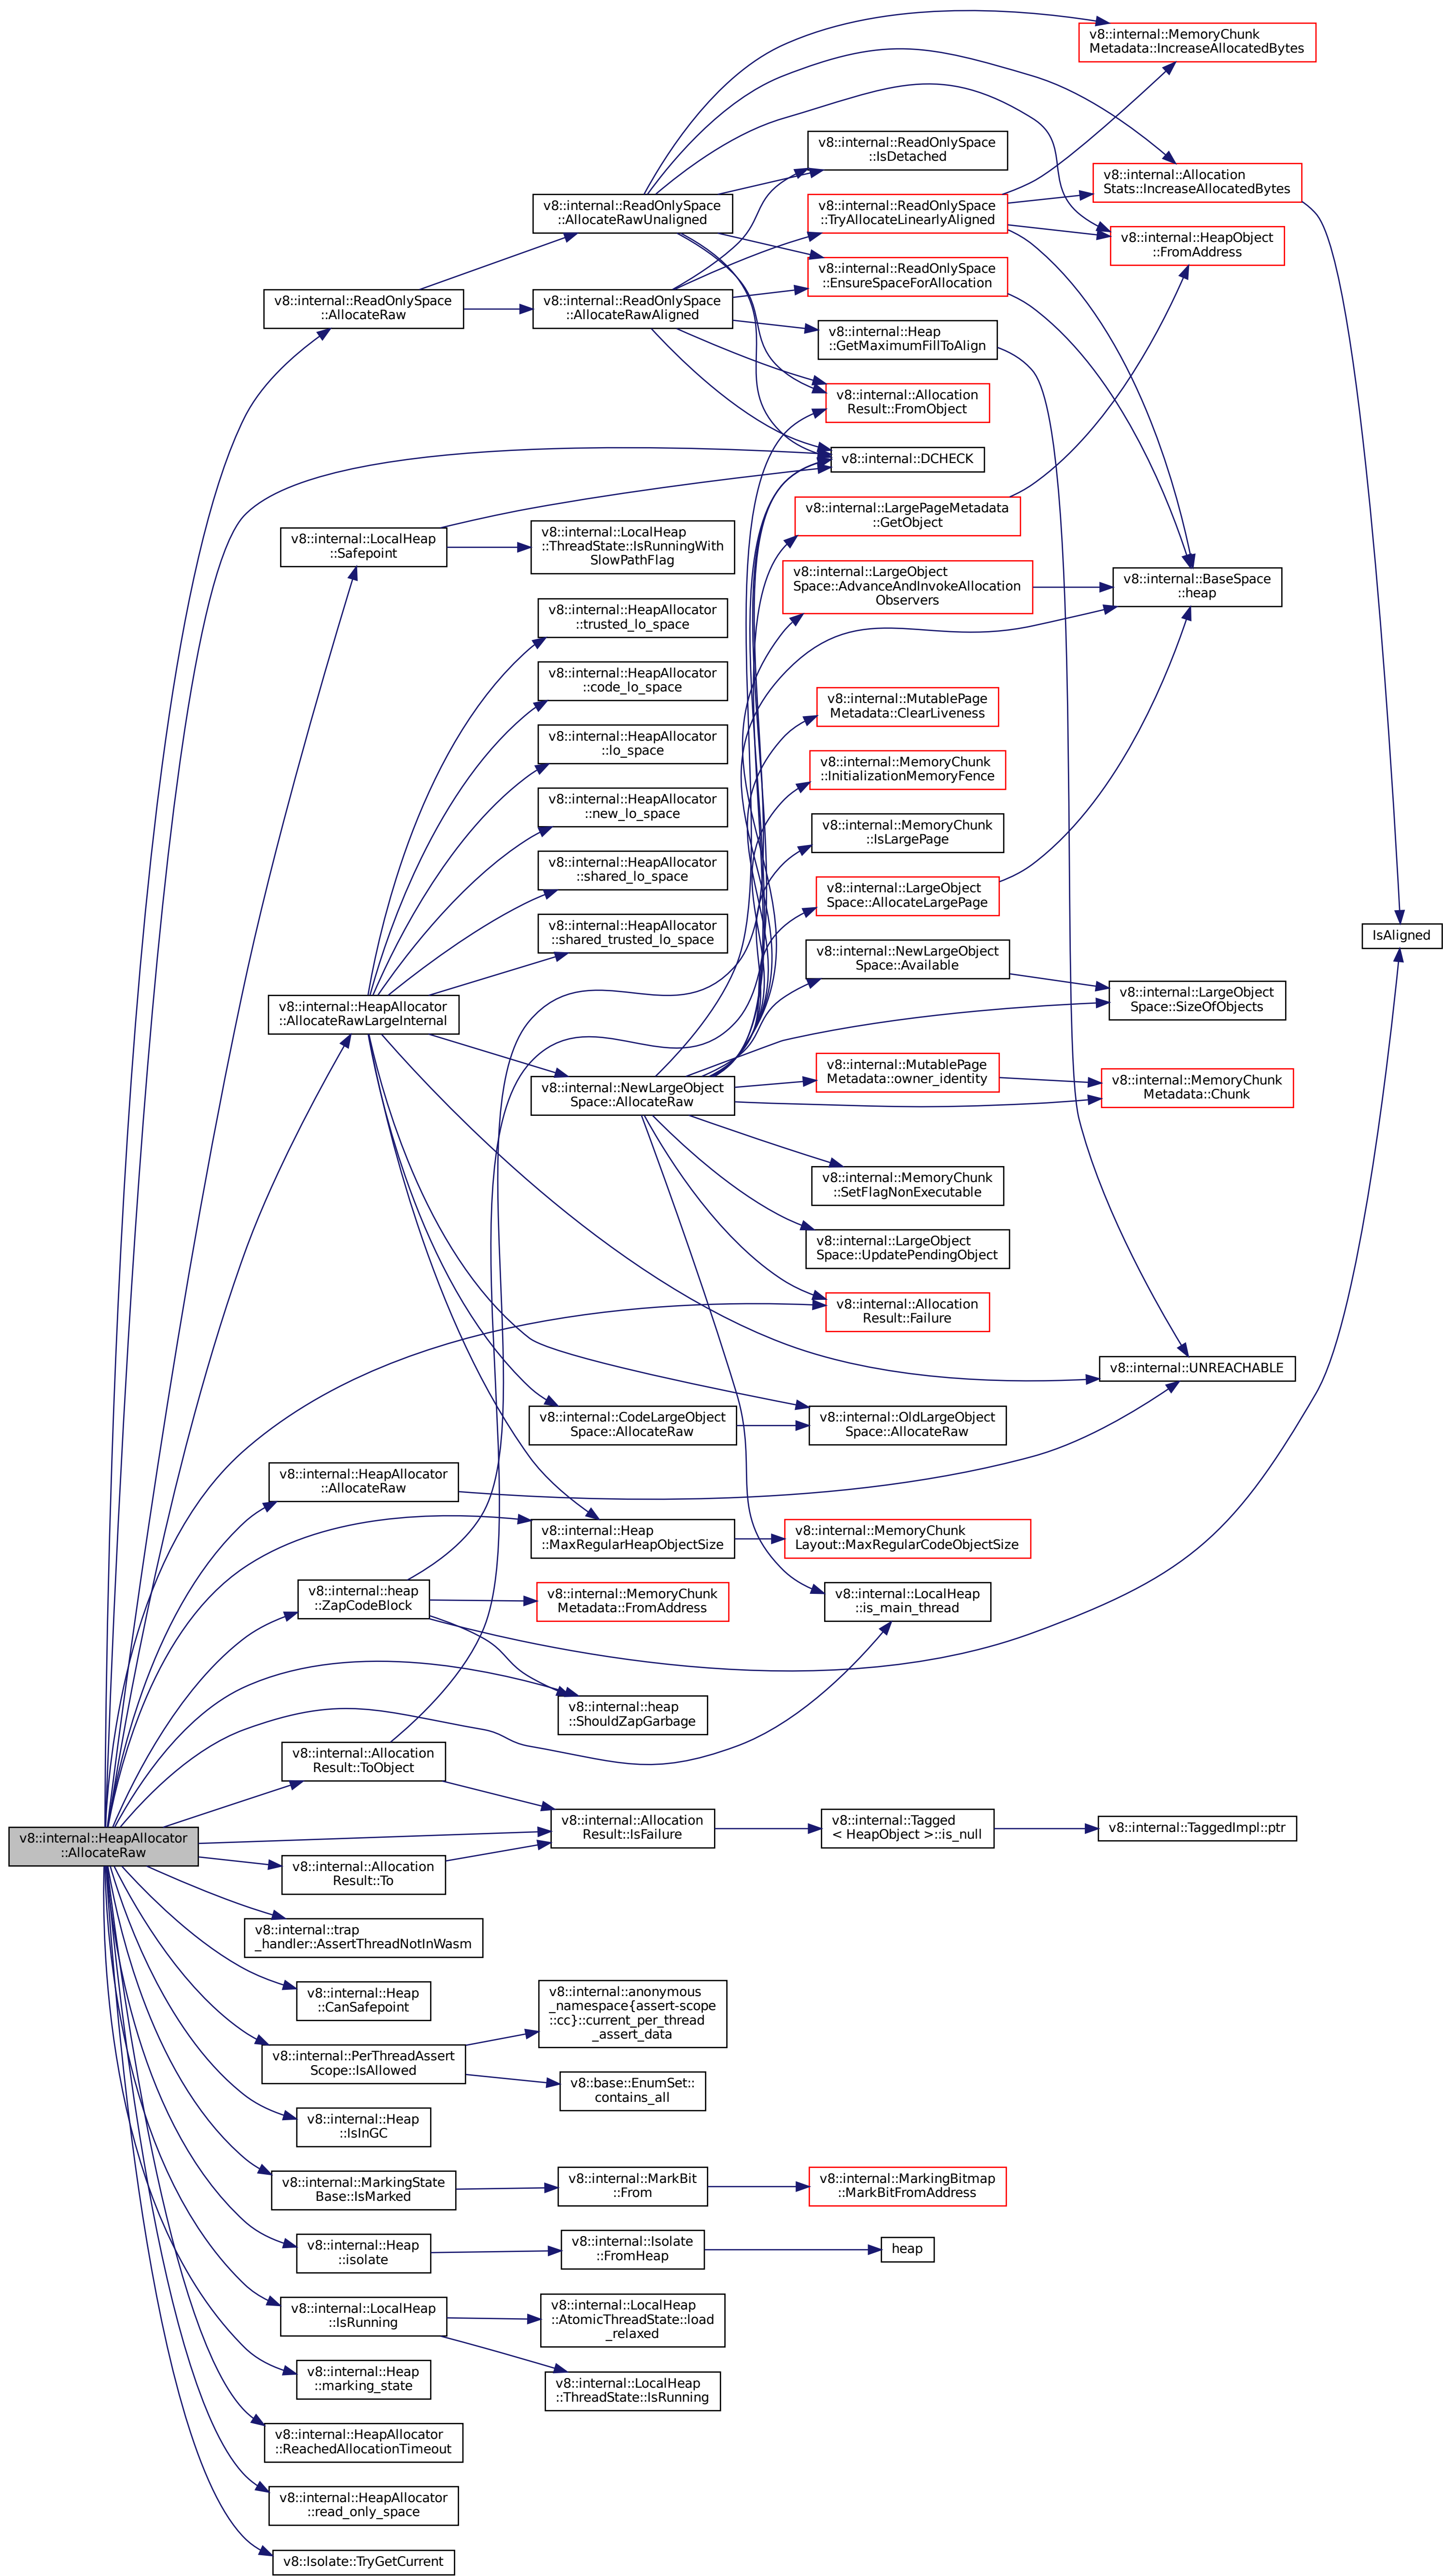 v8::internal::MemoryChunk
Metadata::IncreaseAllocatedBytes
v8::internal::ReadOnlySpace
::IsDetached
v8::internal::Allocation
Stats::IncreaseAllocatedBytes
v8::internal::ReadOnlySpace
::AllocateRawUnaligned
v8::internal::ReadOnlySpace
::TryAllocateLinearlyAligned
v8::internal::HeapObject
::FromAddress
v8::internal::ReadOnlySpace
::EnsureSpaceForAllocation
v8::internal::ReadOnlySpace
::AllocateRaw
v8::internal::ReadOnlySpace
::AllocateRawAligned
v8::internal::Heap
::GetMaximumFillToAlign
v8::internal::Allocation
Result::FromObject
v8::internal::DCHECK
v8::internal::LargePageMetadata
::GetObject
v8::internal::LocalHeap
::Safepoint
v8::internal::LocalHeap
::ThreadState::IsRunningWith
SlowPathFlag
v8::internal::LargeObject
Space::AdvanceAndInvokeAllocation
Observers
v8::internal::BaseSpace
::heap
v8::internal::HeapAllocator
::trusted_lo_space
v8::internal::HeapAllocator
::code_lo_space
v8::internal::MutablePage
Metadata::ClearLiveness
v8::internal::HeapAllocator
::lo_space
v8::internal::MemoryChunk
::InitializationMemoryFence
v8::internal::HeapAllocator
::new_lo_space
v8::internal::MemoryChunk
::IsLargePage
v8::internal::HeapAllocator
::shared_lo_space
v8::internal::LargeObject
Space::AllocateLargePage
v8::internal::HeapAllocator
::shared_trusted_lo_space
IsAligned
v8::internal::NewLargeObject
Space::Available
v8::internal::HeapAllocator
::AllocateRawLargeInternal
v8::internal::LargeObject
Space::SizeOfObjects
v8::internal::NewLargeObject
Space::AllocateRaw
v8::internal::MutablePage
Metadata::owner_identity
v8::internal::MemoryChunk
Metadata::Chunk
v8::internal::MemoryChunk
::SetFlagNonExecutable
v8::internal::LargeObject
Space::UpdatePendingObject
v8::internal::Allocation
Result::Failure
v8::internal::UNREACHABLE
v8::internal::CodeLargeObject
Space::AllocateRaw
v8::internal::OldLargeObject
Space::AllocateRaw
v8::internal::HeapAllocator
::AllocateRaw
v8::internal::Heap
::MaxRegularHeapObjectSize
v8::internal::MemoryChunk
Layout::MaxRegularCodeObjectSize
v8::internal::heap
::ZapCodeBlock
v8::internal::MemoryChunk
Metadata::FromAddress
v8::internal::LocalHeap
::is_main_thread
v8::internal::heap
::ShouldZapGarbage
v8::internal::Allocation
Result::ToObject
v8::internal::HeapAllocator
::AllocateRaw
v8::internal::Allocation
Result::IsFailure
v8::internal::Tagged
< HeapObject >::is_null
v8::internal::TaggedImpl::ptr
v8::internal::Allocation
Result::To
v8::internal::trap
_handler::AssertThreadNotInWasm
v8::internal::Heap
::CanSafepoint
v8::internal::anonymous
_namespace{assert-scope
::cc}::current_per_thread
_assert_data
v8::internal::PerThreadAssert
Scope::IsAllowed
v8::base::EnumSet::
contains_all
v8::internal::Heap
::IsInGC
v8::internal::MarkingState
Base::IsMarked
v8::internal::MarkBit
::From
v8::internal::MarkingBitmap
::MarkBitFromAddress
v8::internal::Heap
::isolate
v8::internal::Isolate
::FromHeap
heap
v8::internal::LocalHeap
::IsRunning
v8::internal::LocalHeap
::AtomicThreadState::load
_relaxed
v8::internal::Heap
::marking_state
v8::internal::LocalHeap
::ThreadState::IsRunning
v8::internal::HeapAllocator
::ReachedAllocationTimeout
v8::internal::HeapAllocator
::read_only_space
v8::Isolate::TryGetCurrent